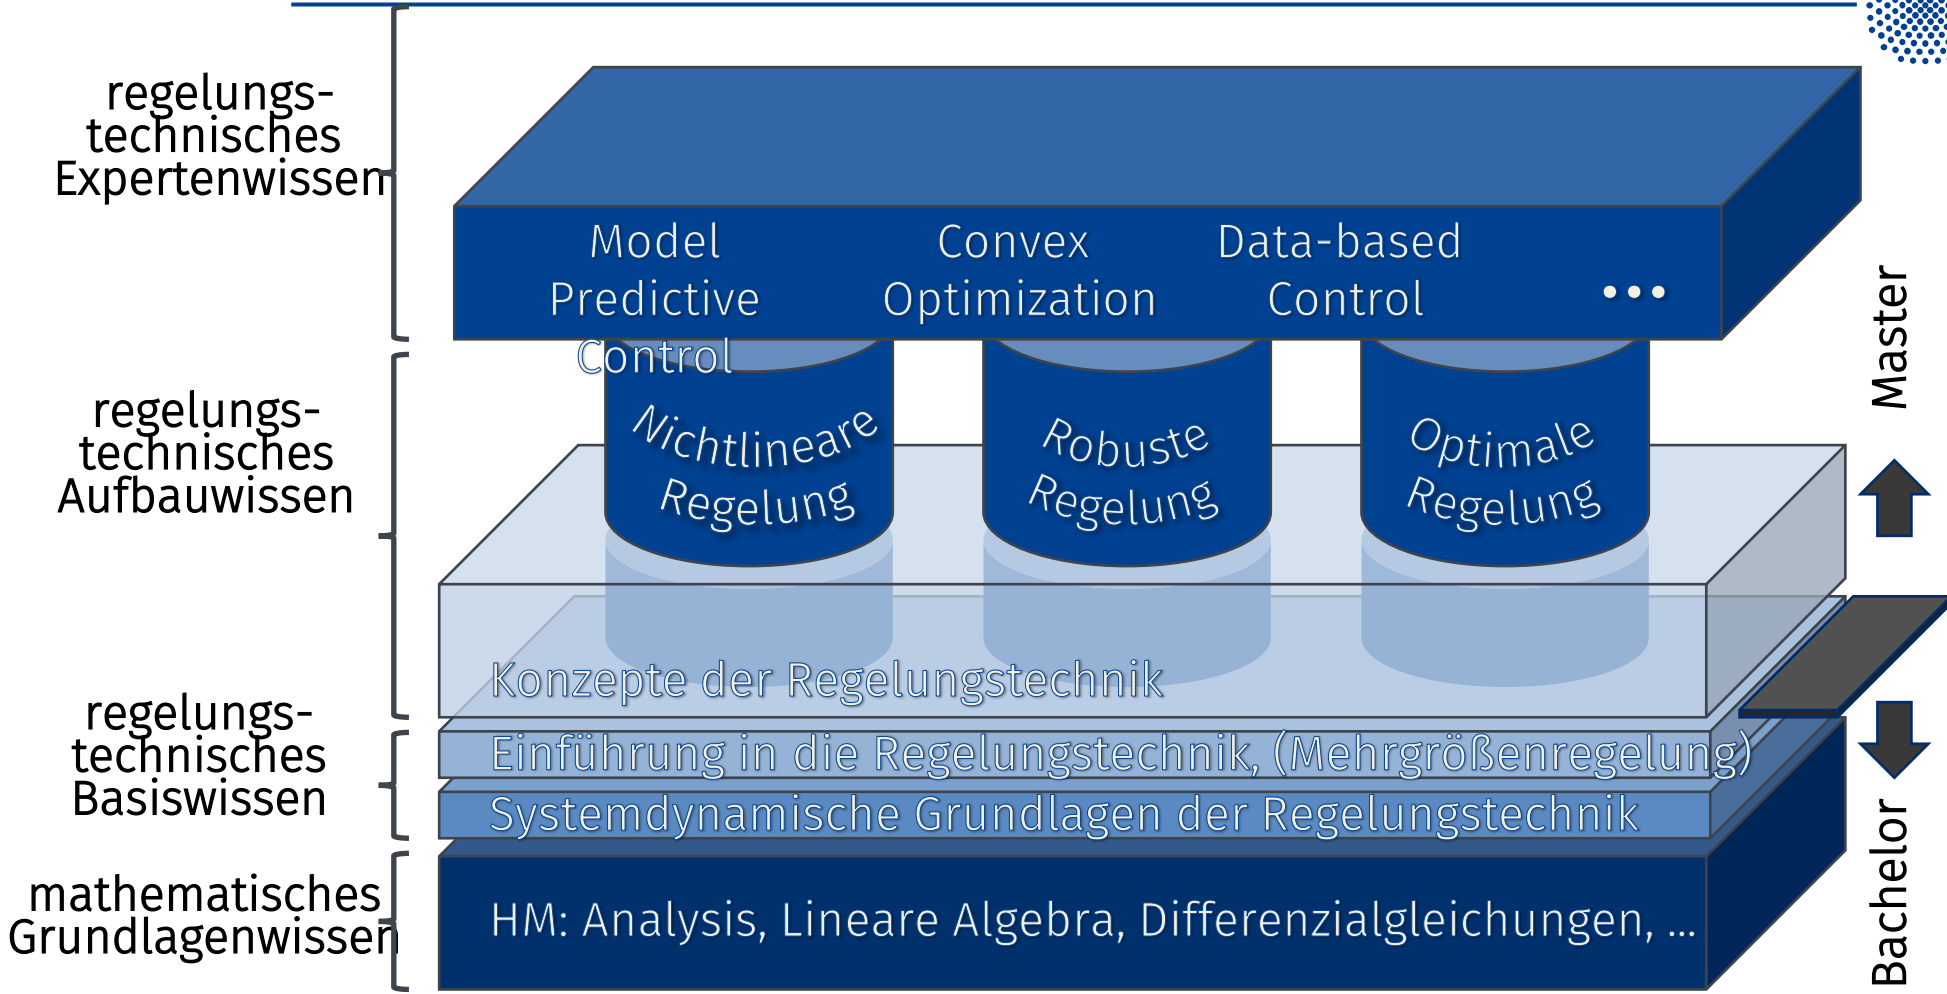 regelungs-
technisches
Expertenwissen
Model
Predictive
Control
Convex
Optimization
Data-based
Control
...
regelungs-
technisches
Aufbauwissen
Nichtlineare
Regelung
Robuste
Regelung
Optimale
Regelung
Konzepte der Regelungstechnik
regelungs-
technisches
Basiswissen
Einführung in die Regelungstechnik, (Mehrgrößenregelung)
Systemdynamische Grundlagen der Regelungstechnik
mathematisches
Grundlagenwissen
HM: Analysis, Lineare Algebra, Differenzialgleichungen, ...
Master
Bachelor